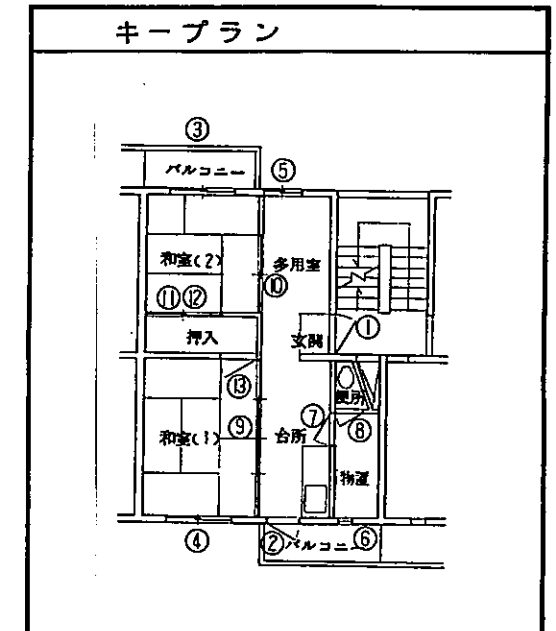 キープラン
③
バルコニー
⑤
和室(2)
多用室
⑩
⑪⑫
押入
玄関
①
⑬
便所
⑦
⑧
和室(1)
⑨
台所
物置
④
②
バルコニー
⑥